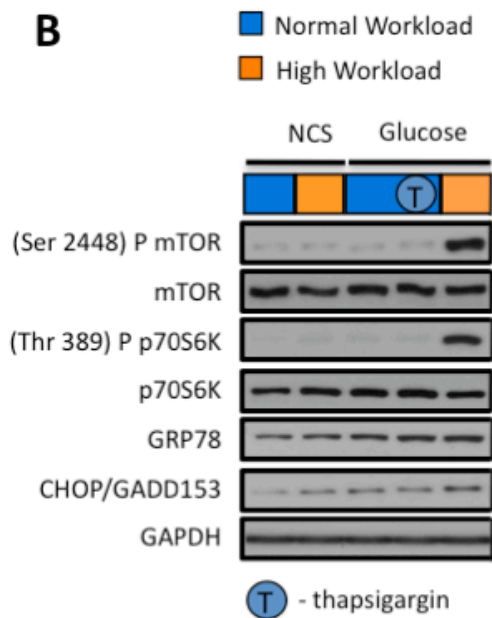 B
Normal Workload
High Workload
NCS Glucose
T
(Ser 2448) P mTOR
mTOR
(Thr 389) P p70S6K
p70S6K
GRP78
CHOP/GADD153
GAPDH
T - thapsigargin